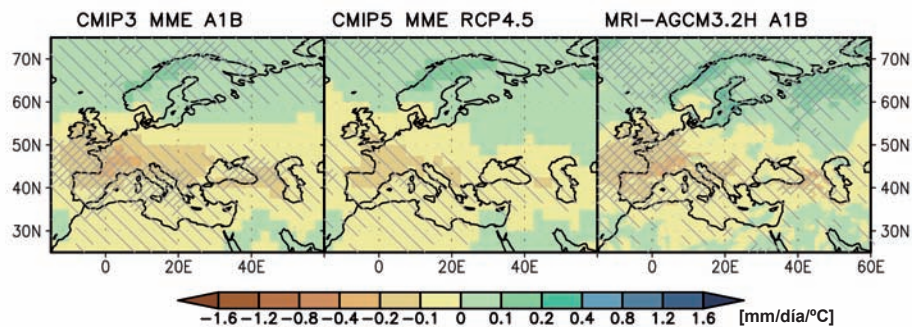 CMIP3 MME A1B CMIP5 MME RCP4.5 MRI-AGCM3.2H A1B
70N 70N
60N 60N
50N 50N
40N 40N
30N 30N
0 20E 40E 0 20E 40E 0 20E 40E 60E
-1.6 -1.2 -0.8 -0.4 -0.2 -0.1 0 0.1 0.2 0.4 0.8 1.2 1.6 [mm/día/ºC]